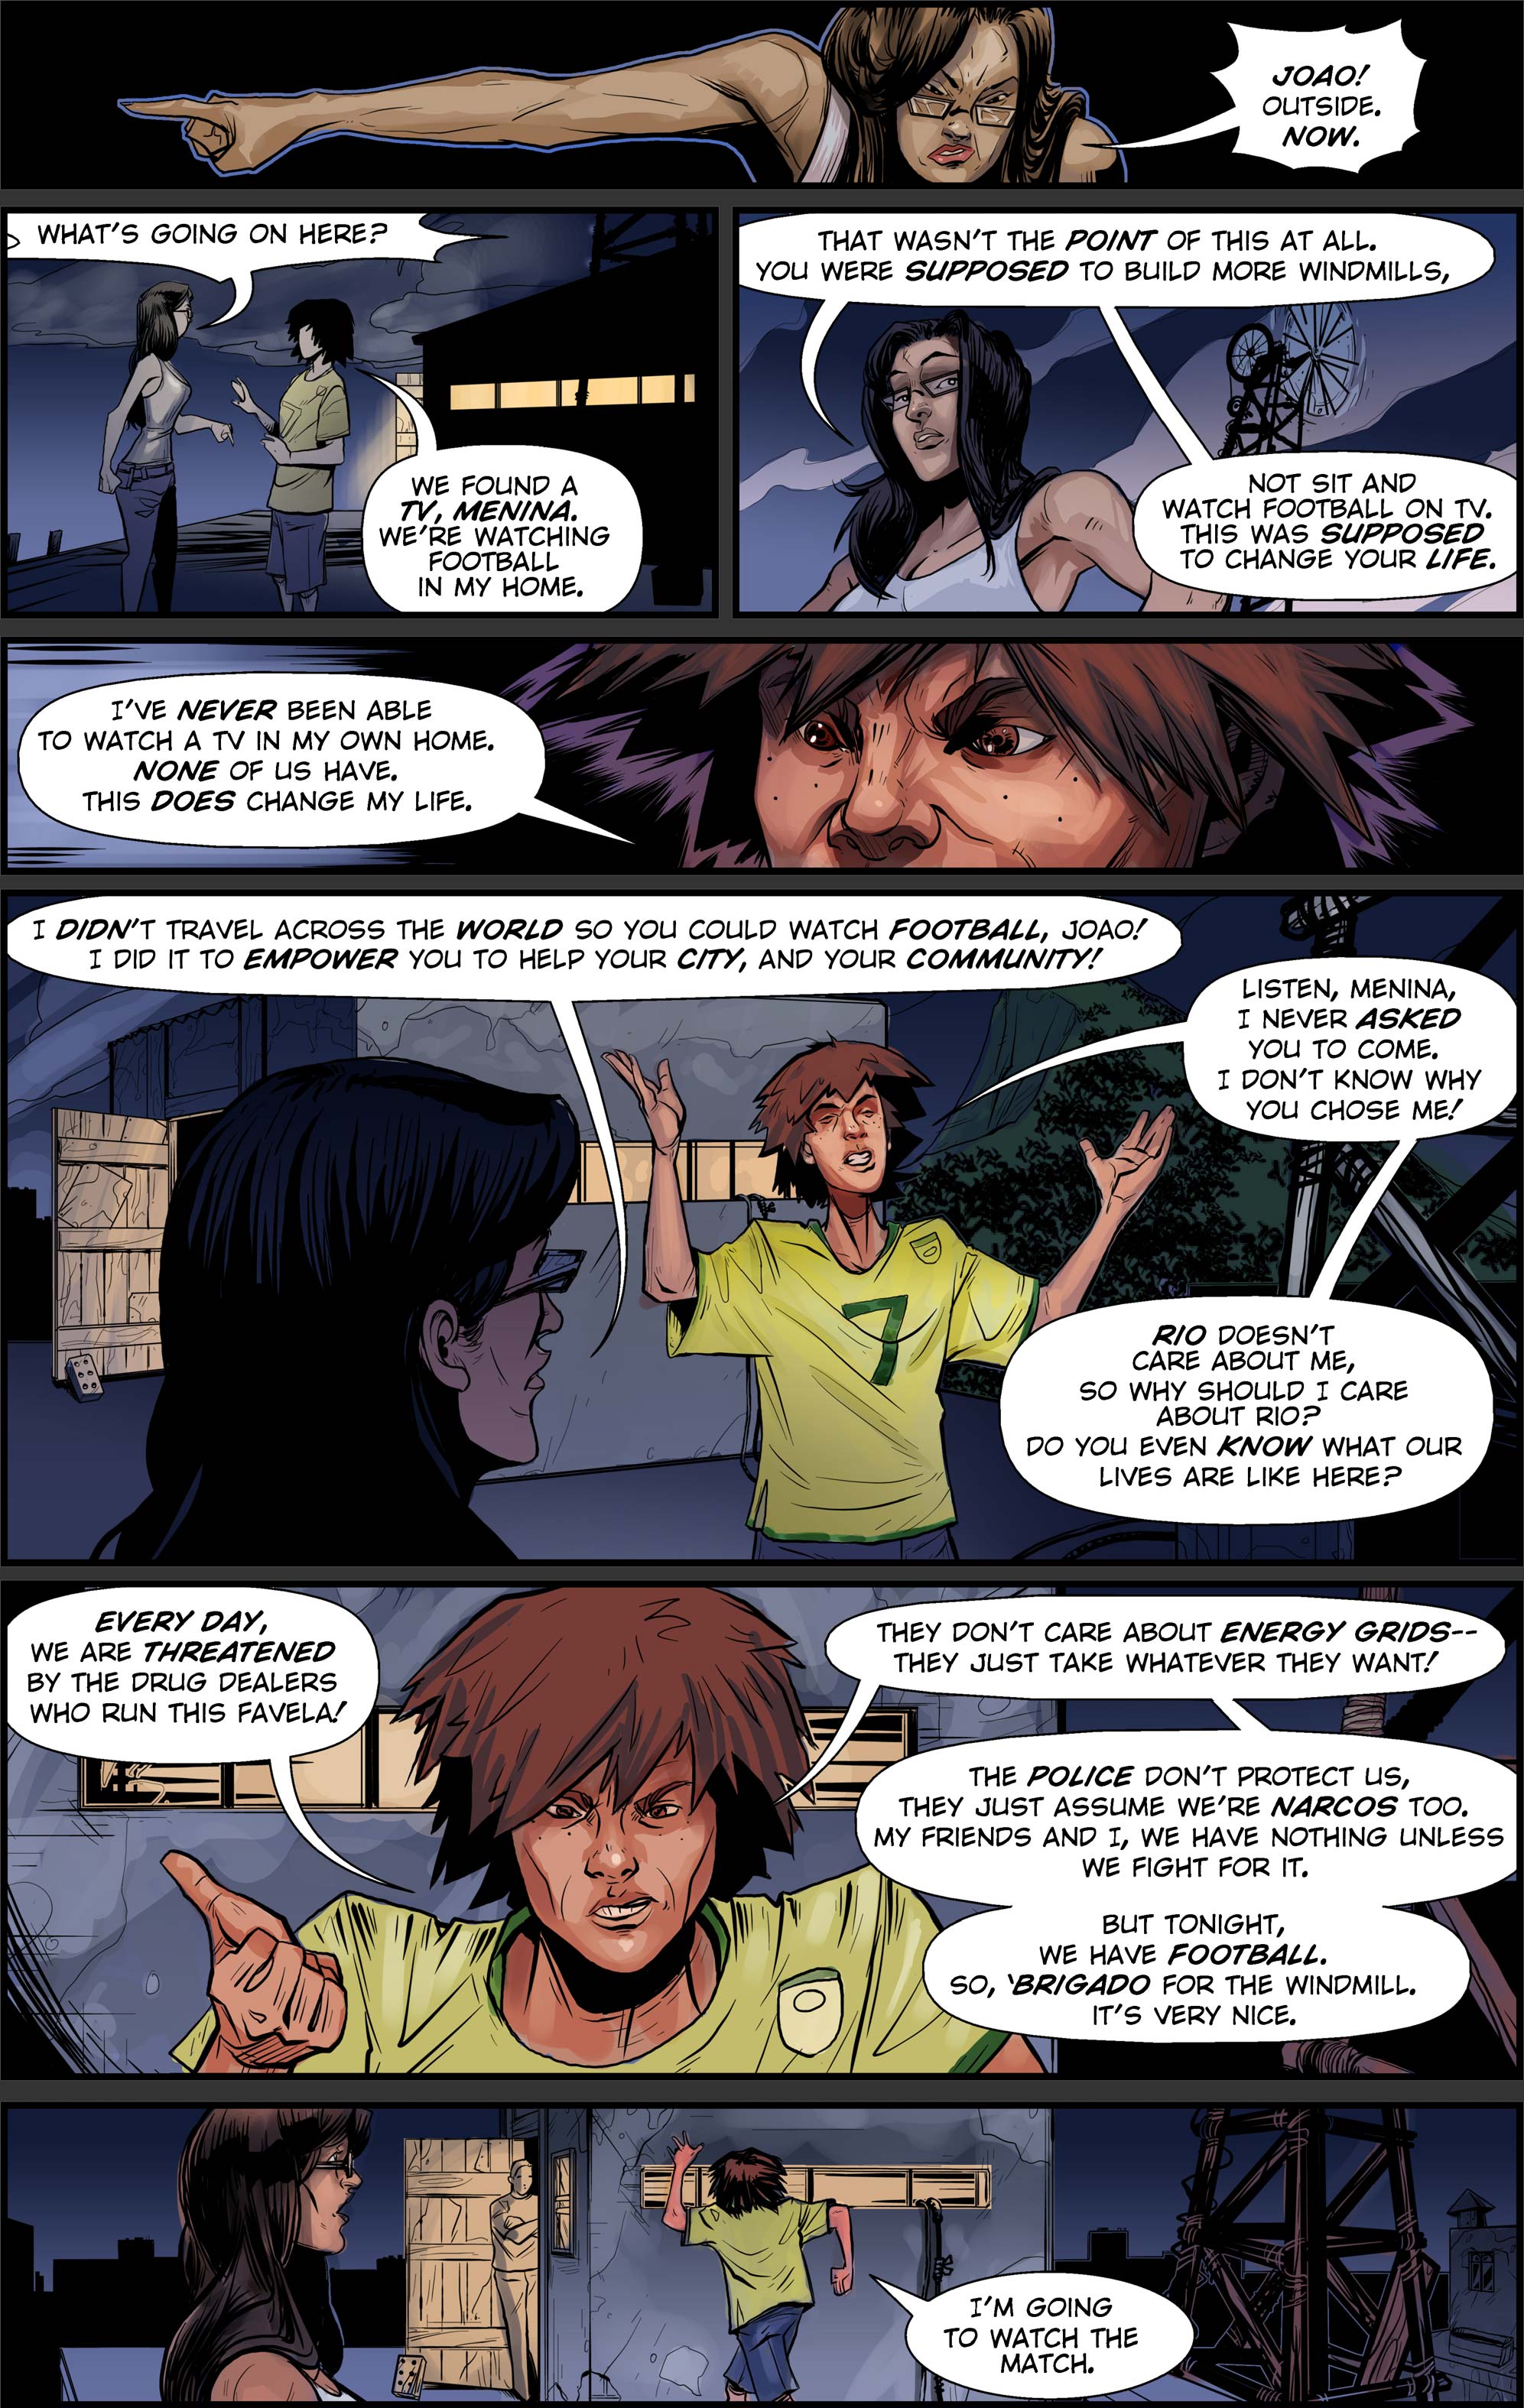 JOAO!
OUTSIDE.
NOW.
WHAT'S GOING ON HERE?
WE FOUND A
TV, MENINA.
WE'RE WATCHING
FOOTBALL
IN MY HOME.
THAT WASN'T THE POINT OF THIS AT ALL.
YOU WERE SUPPOSED TO BUILD MORE WINDMILLS,
NOT SIT AND
WATCH FOOTBALL ON TV.
THIS WAS SUPPOSED
TO CHANGE YOUR LIFE.
I'VE NEVER BEEN ABLE
TO WATCH A TV IN MY OWN HOME.
NONE OF US HAVE.
THIS DOES CHANGE MY LIFE.
I DIDN'T TRAVEL ACROSS THE WORLD SO YOU COULD WATCH FOOTBALL, JOAO!
I DID IT TO EMPOWER YOU TO HELP YOUR CITY, AND YOUR COMMUNITY!
LISTEN, MENINA,
I NEVER ASKED
YOU TO COME.
I DON'T KNOW WHY
YOU CHOSE ME!
7
RIO DOESN'T
CARE ABOUT ME,
SO WHY SHOULD I CARE
ABOUT RIO?
DO YOU EVEN KNOW WHAT OUR
LIVES ARE LIKE HERE?
EVERY DAY,
WE ARE THREATENED
BY THE DRUG DEALERS
WHO RUN THIS FAVELA!
THEY DON'T CARE ABOUT ENERGY GRIDS--
THEY JUST TAKE WHATEVER THEY WANT!
THE POLICE DON'T PROTECT US,
THEY JUST ASSUME WE'RE NARCOS TOO.
MY FRIENDS AND I, WE HAVE NOTHING UNLESS
WE FIGHT FOR IT.
BUT TONIGHT,
WE HAVE FOOTBALL.
SO, 'BRIGADO FOR THE WINDMILL.
IT'S VERY NICE.
I'M GOING
TO WATCH THE
MATCH.